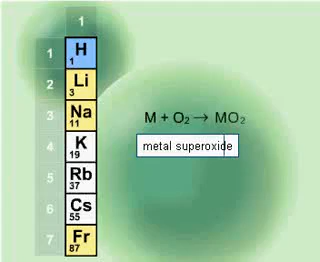 1
1 H 1
2 Li 3
3 Na 11
4 K 19
5 Rb 37
6 Cs 55
7 Fr 87
M + O₂ → MO₂
metal superoxide